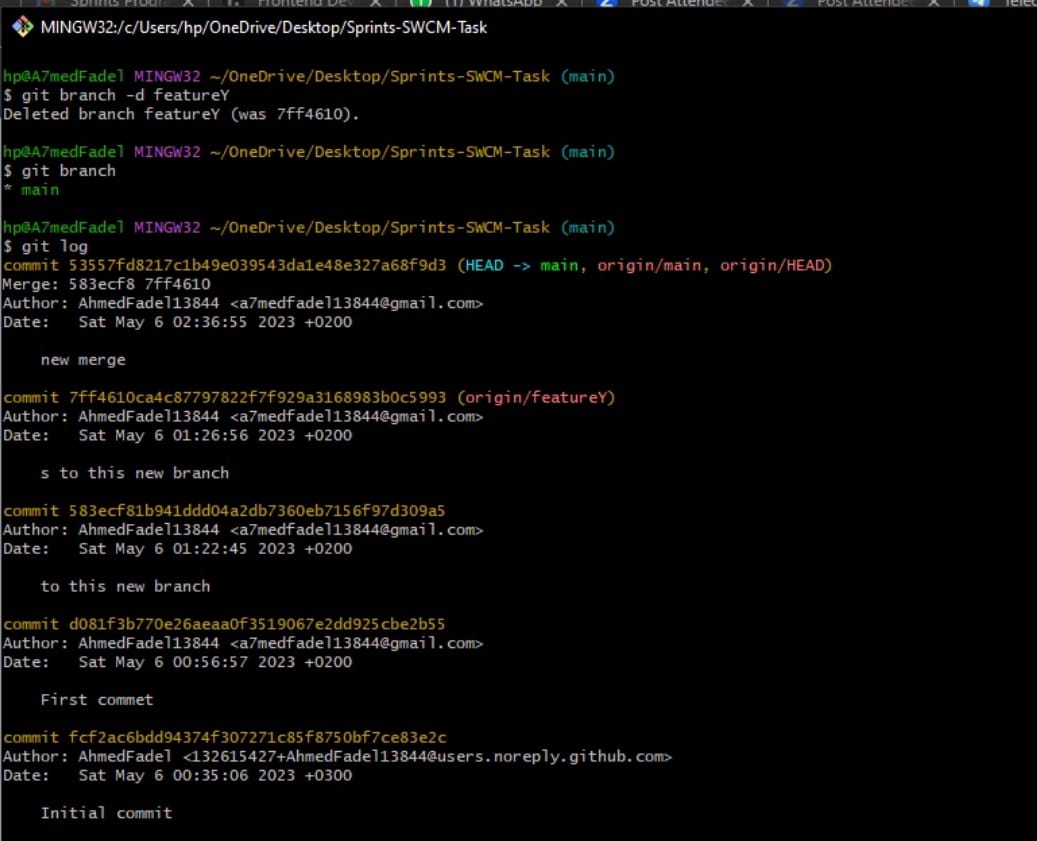 Sprints Progra
Frontend Dev
(1) WhatsApp
Post Attende
Post Attende
MINGW32:/c/Users/hp/OneDrive/Desktop/Sprints-SWCM-Task
hp@A7medFadel MINGW32 ~/OneDrive/Desktop/Sprints-SWCM-Task (main)
$ git branch -d featureY
Deleted branch featureY (was 7ff4610).
hp@A7medFadel MINGW32 ~/OneDrive/Desktop/Sprints-SWCM-Task (main)
$ git branch
* main
hp@A7medFadel MINGW32 ~/OneDrive/Desktop/Sprints-SWCM-Task (main)
$ git log
commit 53557fd8217c1b49e039543da1e48e327a68f9d3 (HEAD -> main, origin/main, origin/HEAD)
Merge: 583ecf8 7ff4610
Author: AhmedFadel13844 <a7medfadel13844@gmail.com>
Date:   Sat May 6 02:36:55 2023 +0200
new merge
commit 7ff4610ca4c87797822f7f929a3168983b0c5993 (origin/featureY)
Author: AhmedFadel13844 <a7medfadel13844@gmail.com>
Date:   Sat May 6 01:26:56 2023 +0200
s to this new branch
commit 583ecf81b941ddd04a2db7360eb7156f97d309a5
Author: AhmedFadel13844 <a7medfadel13844@gmail.com>
Date:   Sat May 6 01:22:45 2023 +0200
to this new branch
commit d081f3b770e26aeaa0f3519067e2dd925cbe2b55
Author: AhmedFadel13844 <a7medfadel13844@gmail.com>
Date:   Sat May 6 00:56:57 2023 +0200
First commet
commit fcf2ac6bdd94374f307271c85f8750bf7ce83e2c
Author: AhmedFadel <132615427+AhmedFadel13844@users.noreply.github.com>
Date:   Sat May 6 00:35:06 2023 +0300
Initial commit